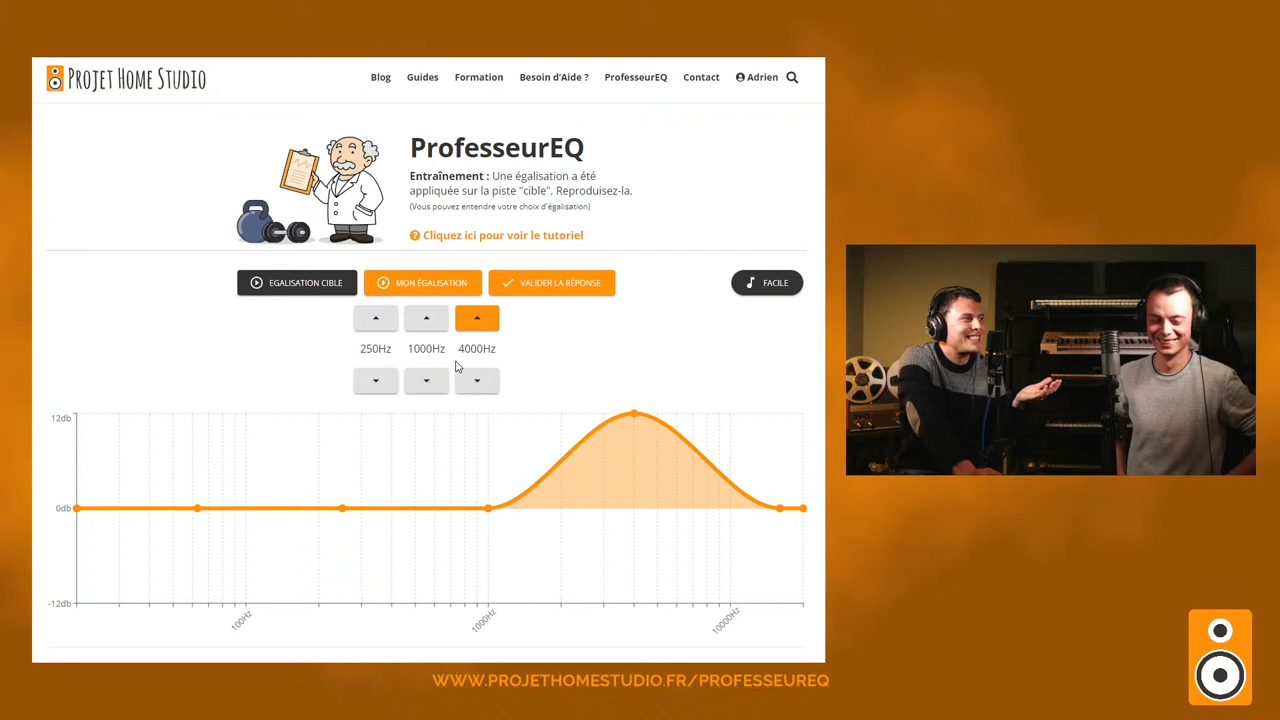 PROJET HOME STUDIO
Blog Guides Formation Besoin d'Aide ? ProfesseurEQ Contact Adrien
ProfesseurEQ
Entraînement : Une égalisation a été
appliquée sur la piste "cible". Reproduisez-la.
(Vous pouvez entendre votre choix d'égalisation)
Cliquez ici pour voir le tutoriel
EGALISATION CIBLE MON ÉGALISATION VALIDER LA RÉPONSE FACILE
250Hz 1000Hz 4000Hz
12db
0db
-12db
100Hz 1000Hz 10000Hz
WWW.PROJETHOMESTUDIO.FR/PROFESSEUREQ